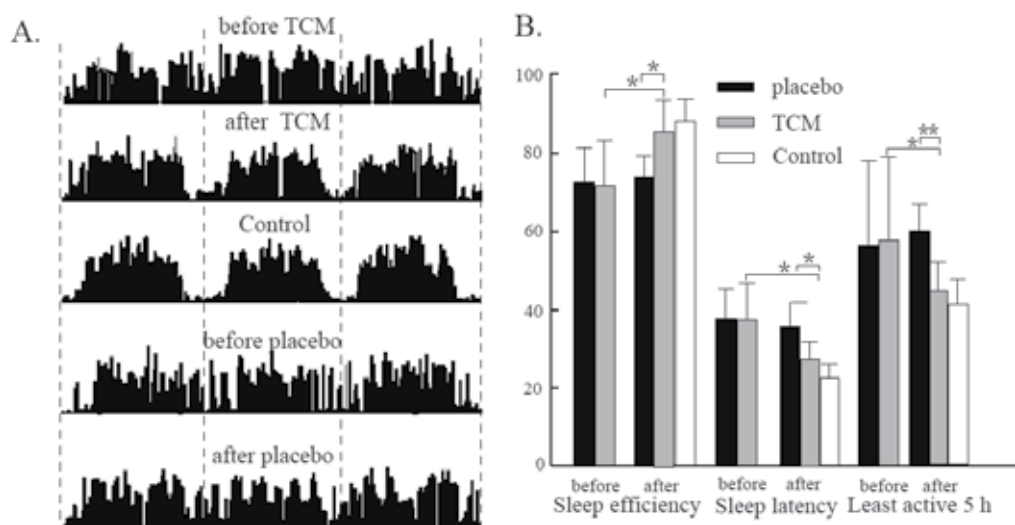 A.
before TCM
after TCM
Control
before placebo
after placebo
B.
100
80
60
40
20
0
placebo
TCM
Control
* *
* *
* **
before after before after before after
Sleep efficiency Sleep latency Least active 5 h